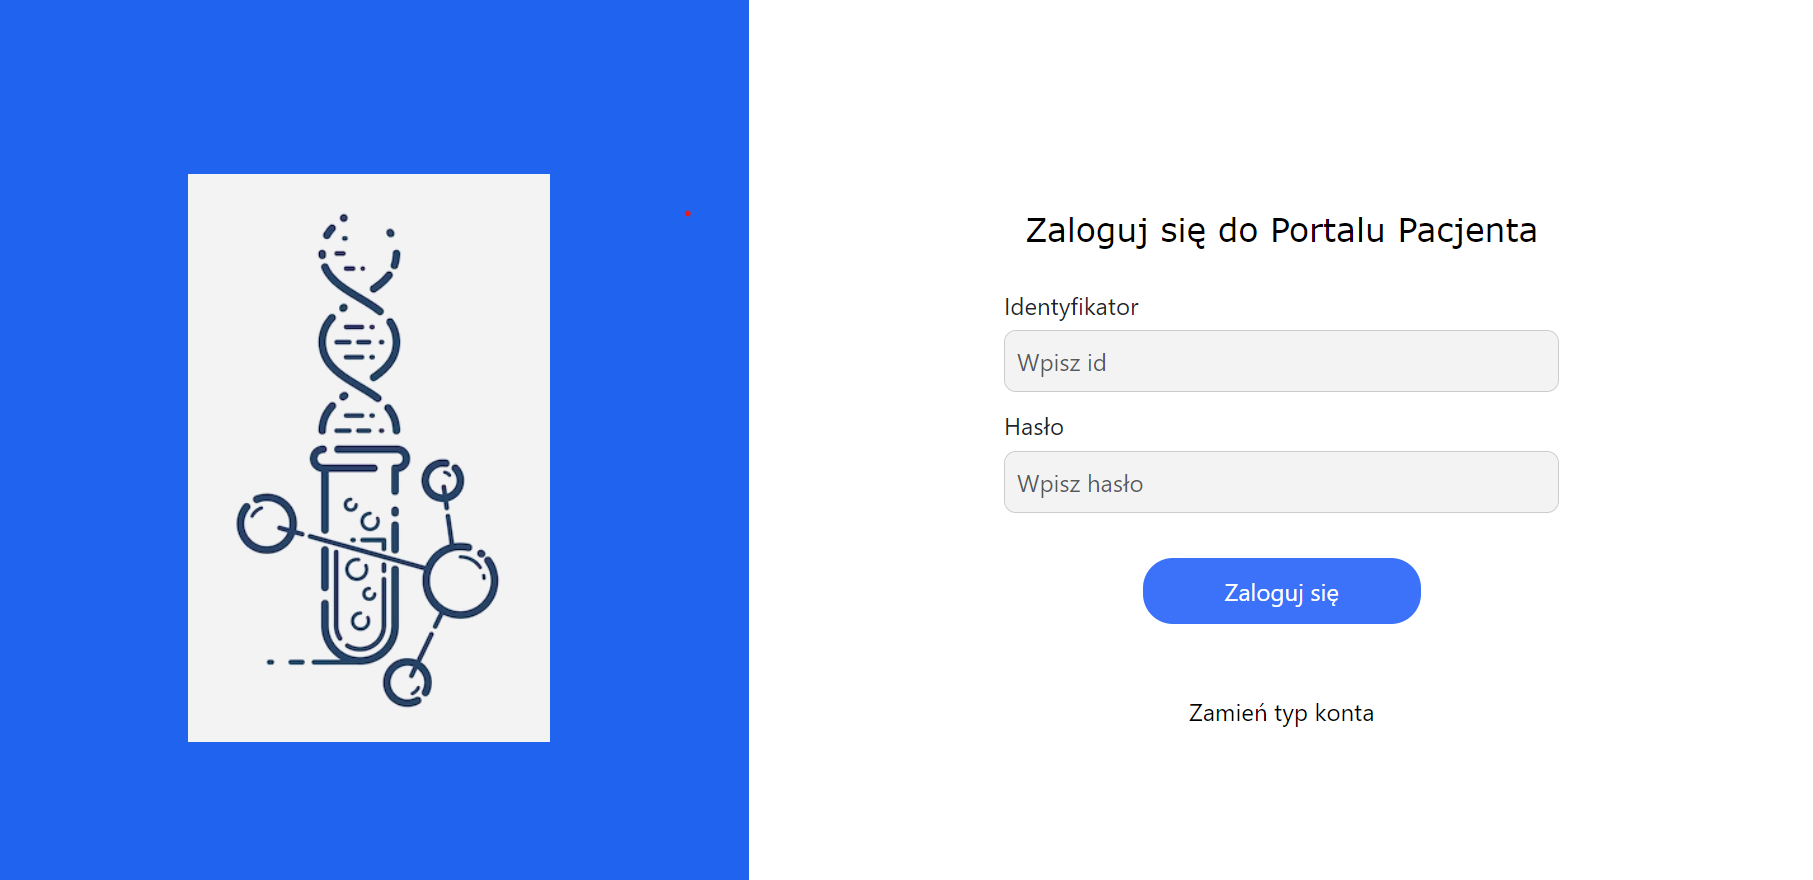 Zaloguj się do Portalu Pacjenta
Identyfikator
Wpisz id
Hasło
Wpisz hasło
Zaloguj się
Zamień typ konta